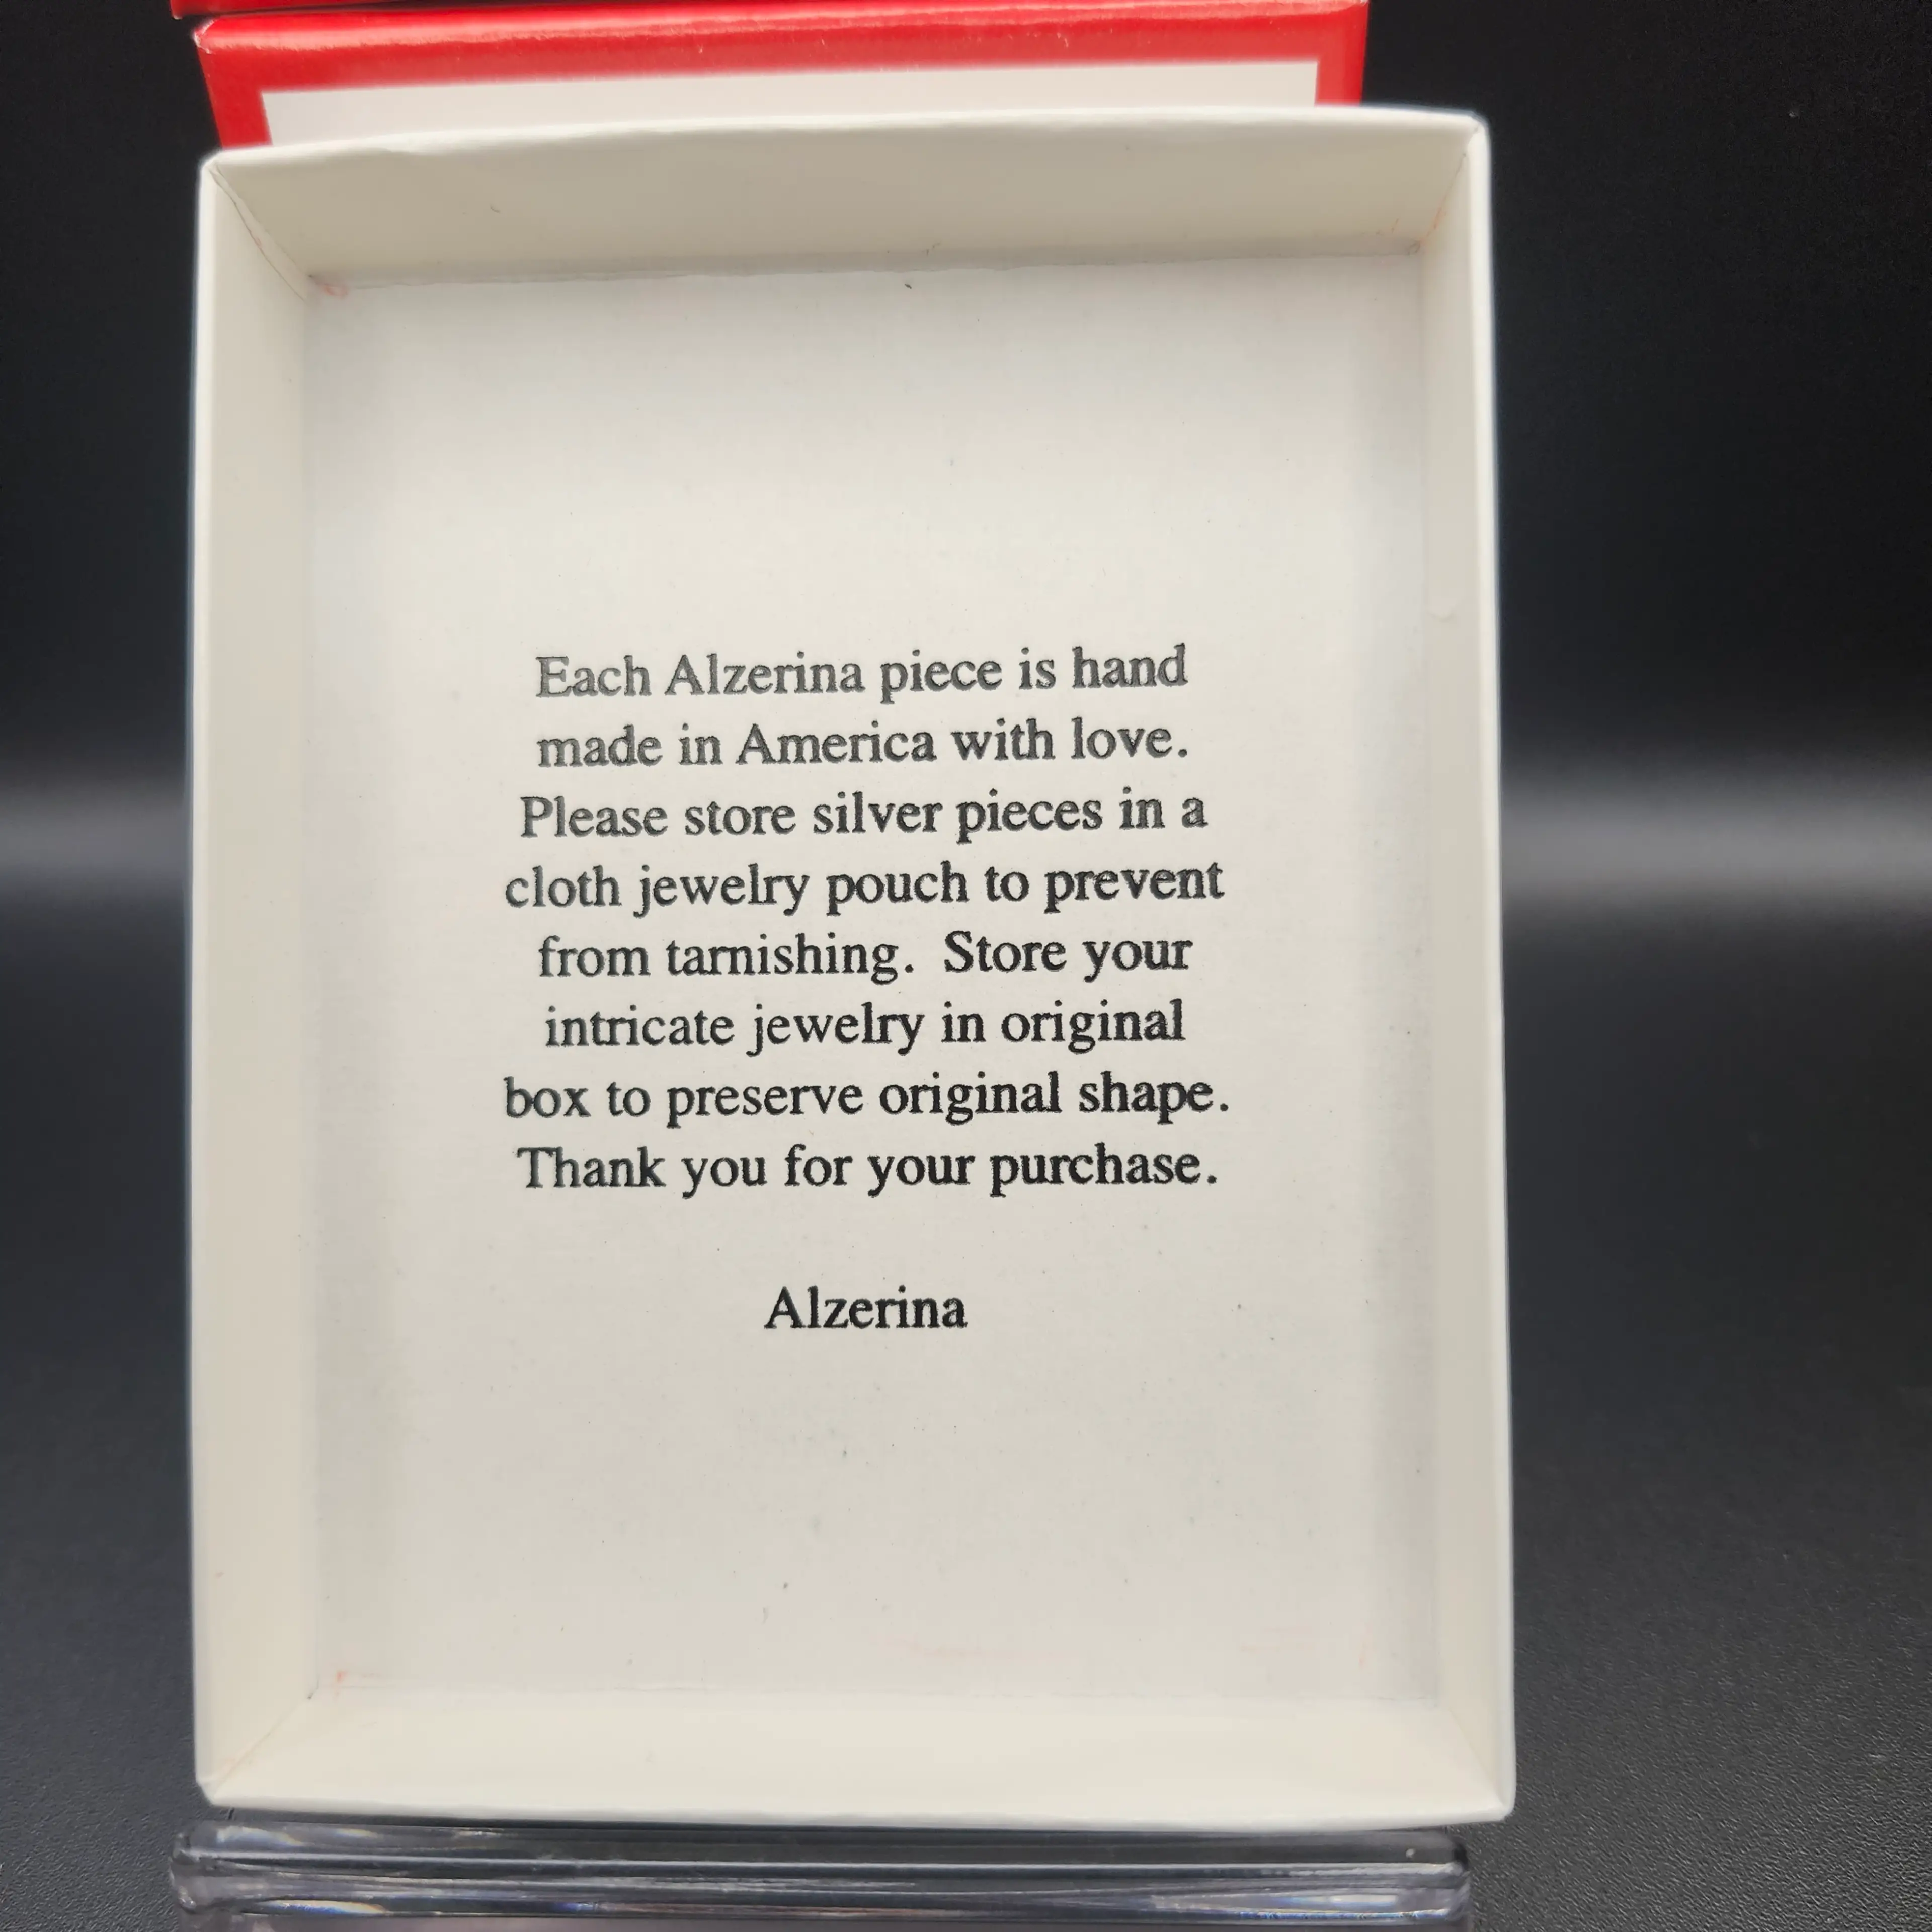 Each Alzerina piece is hand
made in America with love.
Please store silver pieces in a
cloth jewelry pouch to prevent
from tarnishing. Store your
intricate jewelry in original
box to preserve original shape.
Thank you for your purchase.
Alzerina